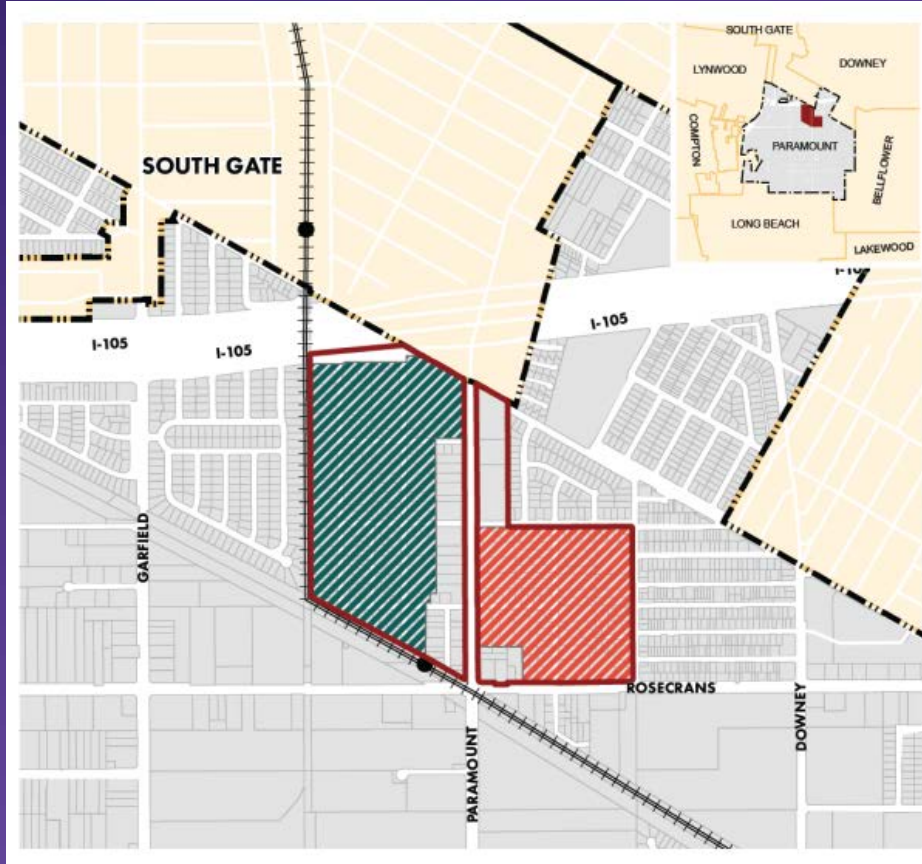 SOUTH GATE
LYNWOOD
DOWNEY
COMPTON
PARAMOUNT
BELLFLOWER
LONG BEACH
LAKEWOOD
SOUTH GATE
I-105
I-105
I-105
GARFIELD
ROSECRANS
PARAMOUNT
DOWNEY